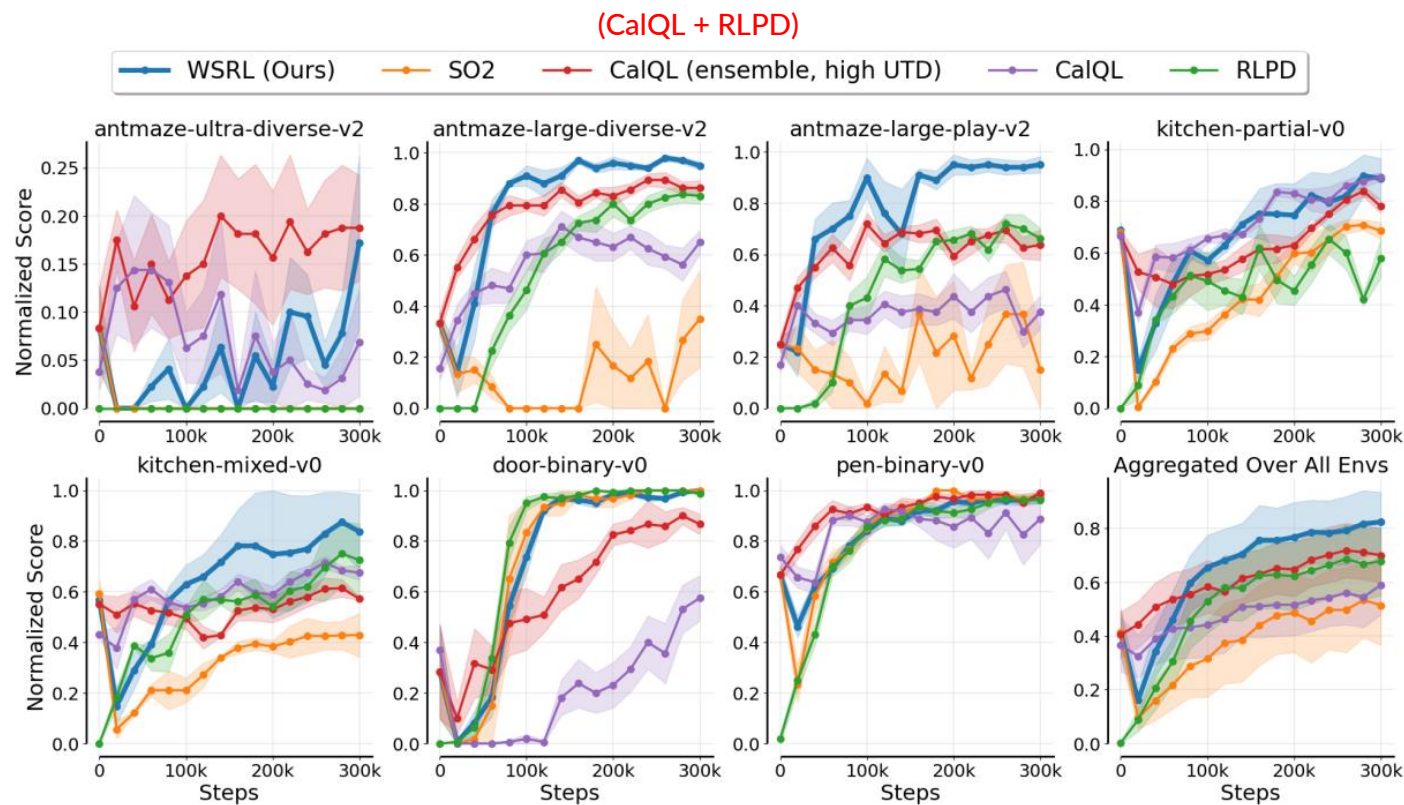 (CalQL + RLPD)
WSRL (Ours) SO2 CalQL (ensemble, high UTD) CalQL RLPD
antmaze-ultra-diverse-v2 antmaze-large-diverse-v2 antmaze-large-play-v2 kitchen-partial-v0
Normalized Score
0.25
0.20
0.15
0.10
0.05
0.00
0 100k 200k 300k
1.0
0.8
0.6
0.4
0.2
0.0
0 100k 200k 300k
1.0
0.8
0.6
0.4
0.2
0.0
0 100k 200k 300k
1.0
0.8
0.6
0.4
0.2
0.0
0 100k 200k 300k
kitchen-mixed-v0 door-binary-v0 pen-binary-v0 Aggregated Over All Envs
Normalized Score
1.0
0.8
0.6
0.4
0.2
0.0
0 100k 200k 300k
Steps
1.0
0.8
0.6
0.4
0.2
0.0
0 100k 200k 300k
Steps
1.0
0.8
0.6
0.4
0.2
0.0
0 100k 200k 300k
Steps
0.8
0.6
0.4
0.2
0.0
0 100k 200k 300k
Steps